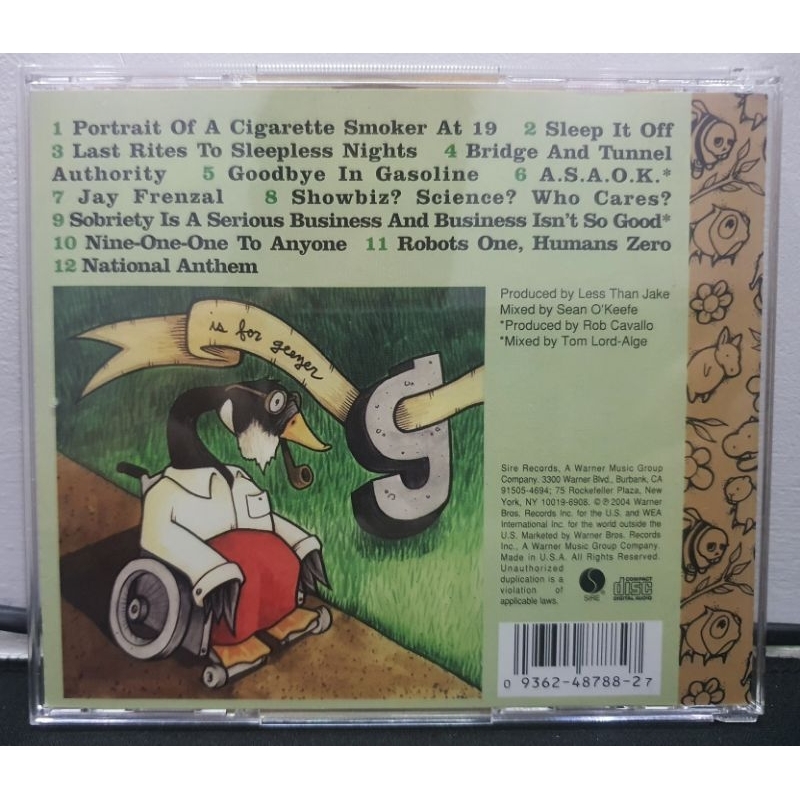 1 Portrait Of A Cigarette Smoker At 19 2 Sleep It Off
3 Last Rites To Sleepless Nights 4 Bridge And Tunnel
Authority 5 Goodbye In Gasoline 6 A.S.A.O.K.*
7 Jay Frenzal 8 Showbiz? Science? Who Cares?
9 Sobriety Is A Serious Business And Business Isn't So Good*
10 Nine-One-One To Anyone 11 Robots One, Humans Zero
12 National Anthem
Produced by Less Than Jake
Mixed by Sean O'Keefe
*Produced by Rob Cavallo
*Mixed by Tom Lord-Alge
is for geezer
g
Sire Records, A Warner Music Group
Company. 3300 Warner Blvd., Burbank, CA
91505-4694; 75 Rockefeller Plaza, New
York, NY 10019-6908. © ℗ 2004 Warner
Bros. Records Inc. for the U.S. and WEA
International Inc. for the world outside the
U.S. Marketed by Warner Bros. Records
Inc., A Warner Music Group Company.
Made in U.S.A. All Rights Reserved.
Unauthorized
duplication is a
violation of
applicable laws.
SIRE
COMPACT
disc
DIGITAL AUDIO
0 93624-8788-27